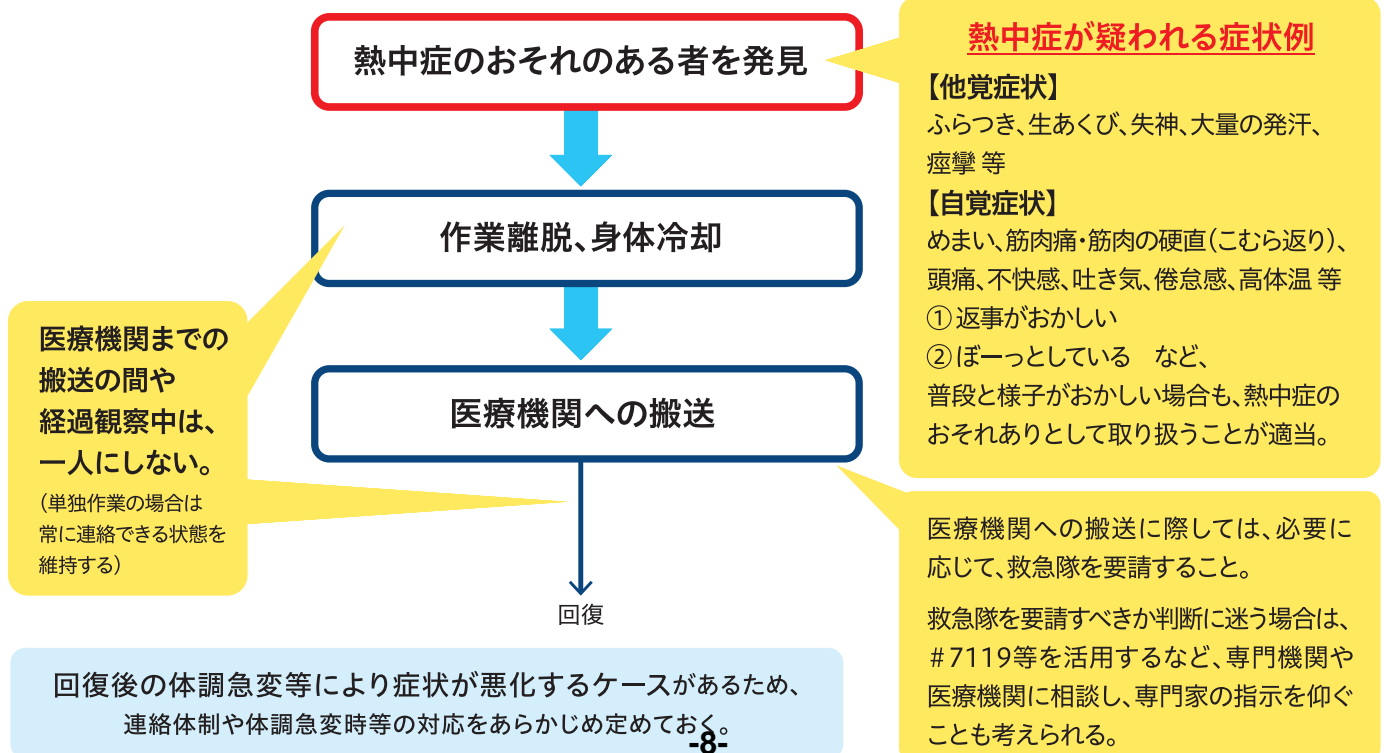 熱中症のおそれのある者を発見
作業離脱、身体冷却
医療機関への搬送
回復
医療機関までの
搬送の間や
経過観察中は、
一人にしない。
（単独作業の場合は
常に連絡できる状態を
維持する）
熱中症が疑われる症状例
【他覚症状】
ふらつき、生あくび、失神、大量の発汗、
痙攣 等
【自覚症状】
めまい、筋肉痛・筋肉の硬直（こむら返り）、
頭痛、不快感、吐き気、倦怠感、高体温 等
①返事がおかしい
②ぼーっとしている　など、
普段と様子がおかしい場合も、熱中症の
おそれありとして取り扱うことが適当。
医療機関への搬送に際しては、必要に
応じて、救急隊を要請すること。
救急隊を要請すべきか判断に迷う場合は、
＃7119等を活用するなど、専門機関や
医療機関に相談し、専門家の指示を仰ぐ
ことも考えられる。
回復後の体調急変等により症状が悪化するケースがあるため、
連絡体制や体調急変時等の対応をあらかじめ定めておく。
-8-